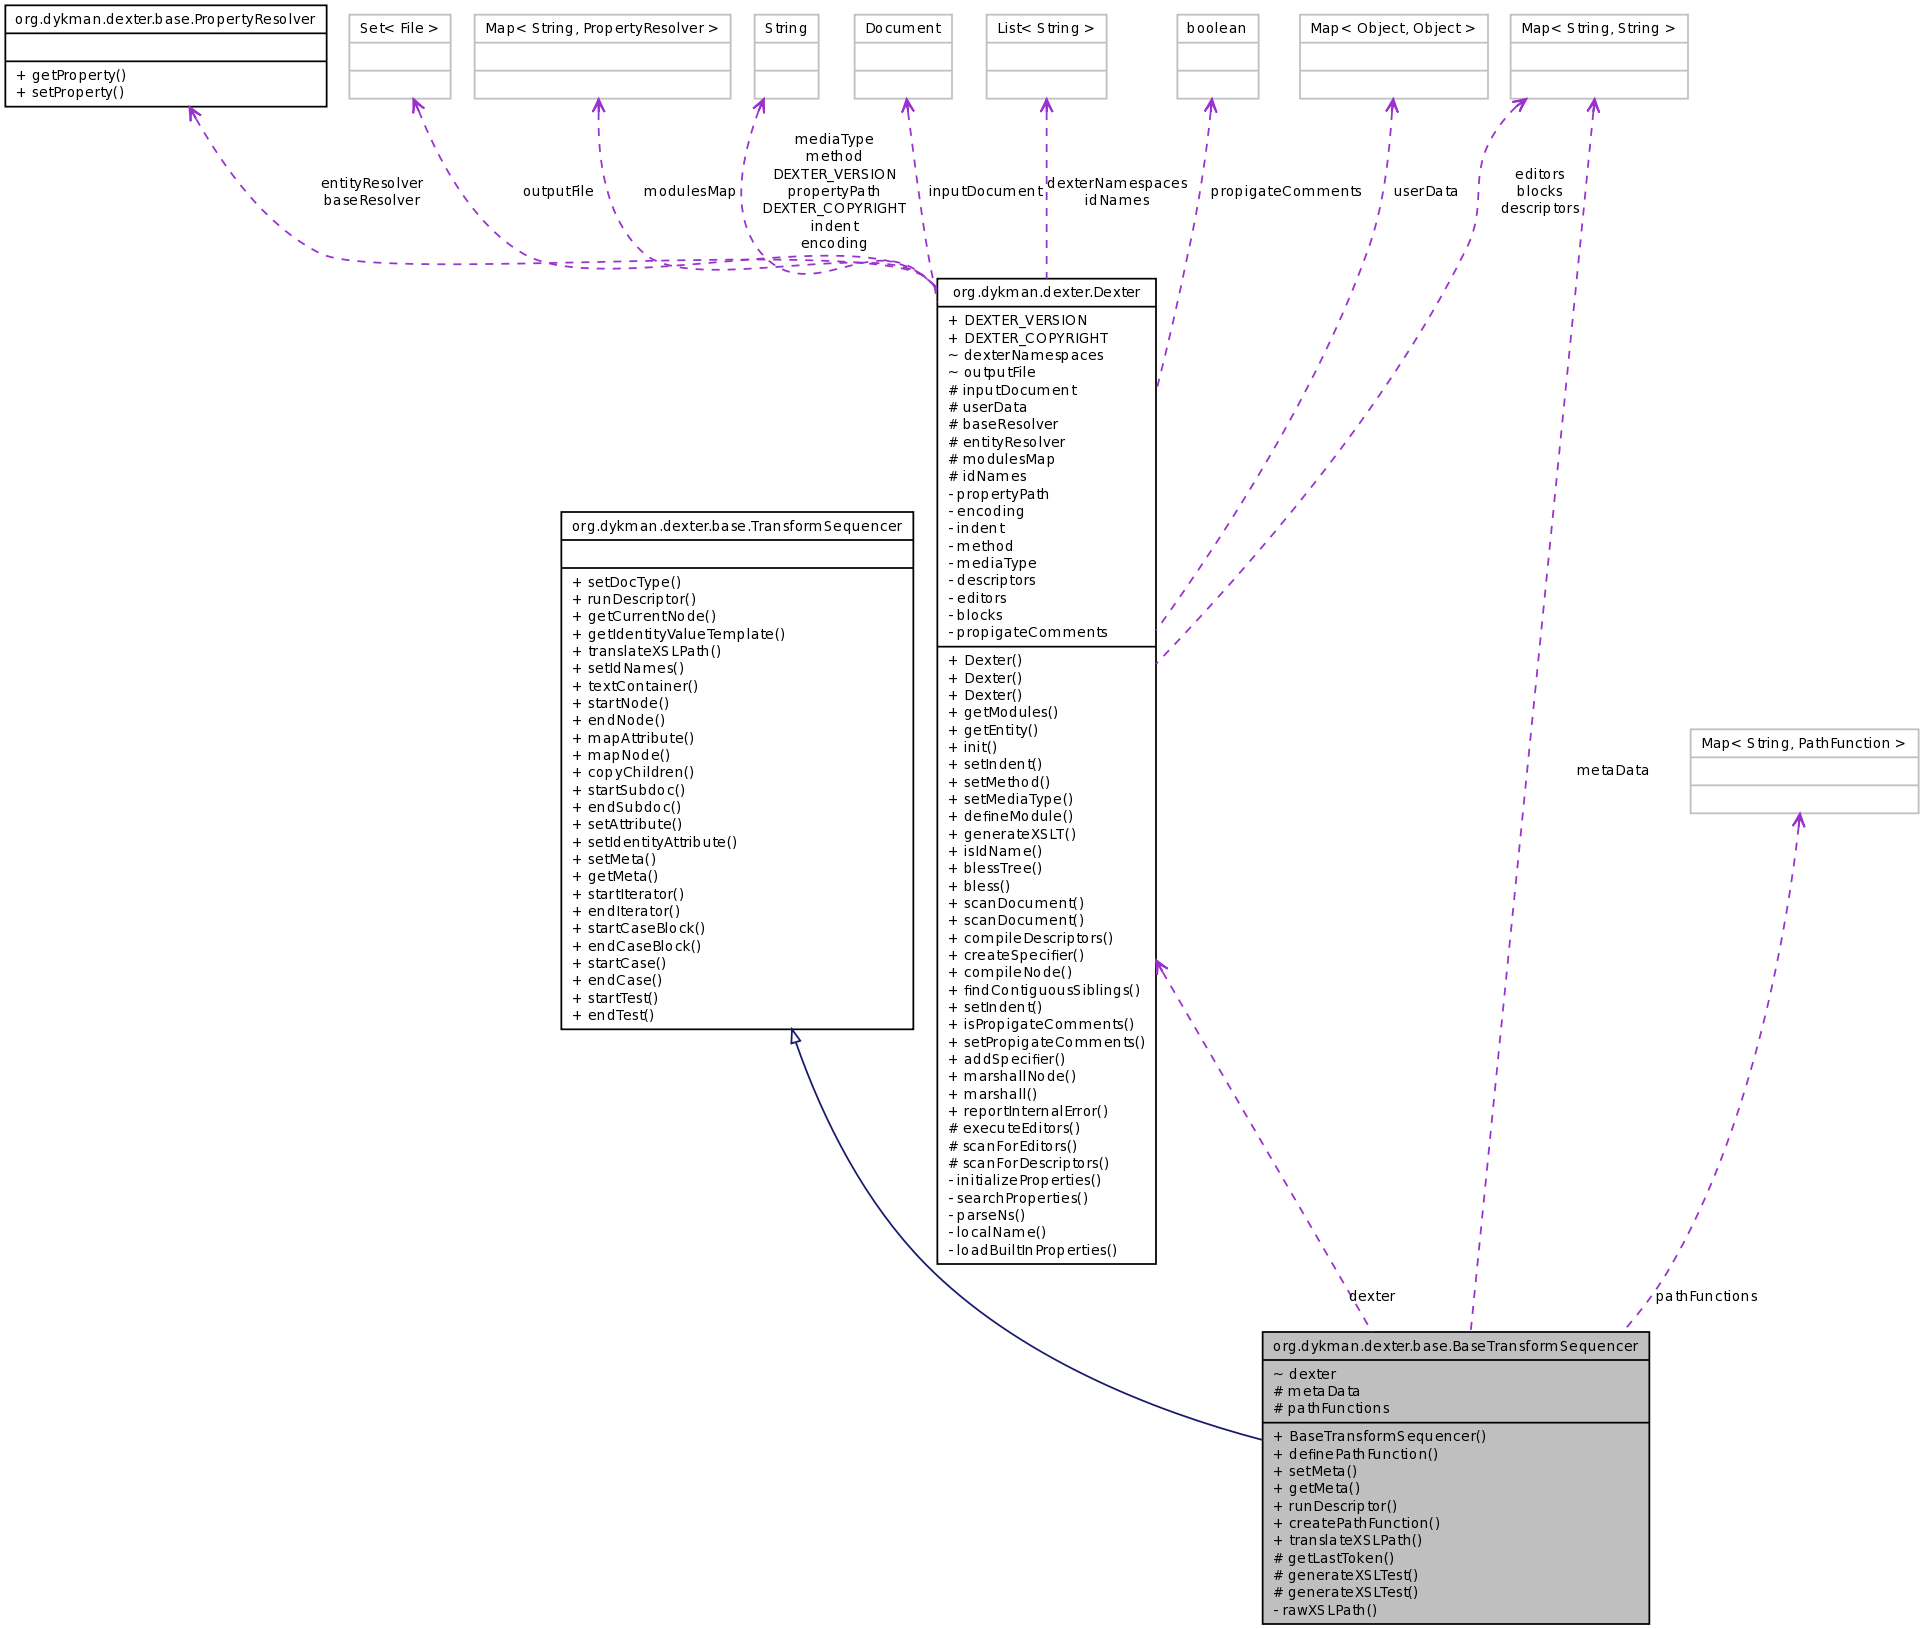 org.dykman.dexter.base.PropertyResolver
+ getProperty()
+ setProperty()
Set< File >
Map< String, PropertyResolver >
String
Document
List< String >
boolean
Map< Object, Object >
Map< String, String >
entityResolver
baseResolver
outputFile
modulesMap
mediaType
method
DEXTER_VERSION
propertyPath
DEXTER_COPYRIGHT
indent
encoding
inputDocument
dexterNamespaces
idNames
propigateComments
userData
editors
blocks
descriptors
org.dykman.dexter.Dexter
+ DEXTER_VERSION
+ DEXTER_COPYRIGHT
~ dexterNamespaces
~ outputFile
# inputDocument
# userData
# baseResolver
# entityResolver
# modulesMap
# idNames
- propertyPath
- encoding
- indent
- method
- mediaType
- descriptors
- editors
- blocks
- propigateComments
+ Dexter()
+ Dexter()
+ Dexter()
+ getModules()
+ getEntity()
+ init()
+ setIndent()
+ setMethod()
+ setMediaType()
+ defineModule()
+ generateXSLT()
+ isIdName()
+ blessTree()
+ bless()
+ scanDocument()
+ scanDocument()
+ compileDescriptors()
+ createSpecifier()
+ compileNode()
+ findContiguousSiblings()
+ setIndent()
+ isPropigateComments()
+ setPropigateComments()
+ addSpecifier()
+ marshallNode()
+ marshall()
+ reportInternalError()
# executeEditors()
# scanForEditors()
# scanForDescriptors()
- initializeProperties()
- searchProperties()
- parseNs()
- localName()
- loadBuiltInProperties()
org.dykman.dexter.base.TransformSequencer
+ setDocType()
+ runDescriptor()
+ getCurrentNode()
+ getIdentityValueTemplate()
+ translateXSLPath()
+ setIdNames()
+ textContainer()
+ startNode()
+ endNode()
+ mapAttribute()
+ mapNode()
+ copyChildren()
+ startSubdoc()
+ endSubdoc()
+ setAttribute()
+ setIdentityAttribute()
+ setMeta()
+ getMeta()
+ startIterator()
+ endIterator()
+ startCaseBlock()
+ endCaseBlock()
+ startCase()
+ endCase()
+ startTest()
+ endTest()
metaData
Map< String, PathFunction >
dexter
pathFunctions
org.dykman.dexter.base.BaseTransformSequencer
~ dexter
# metaData
# pathFunctions
+ BaseTransformSequencer()
+ definePathFunction()
+ setMeta()
+ getMeta()
+ runDescriptor()
+ createPathFunction()
+ translateXSLPath()
# getLastToken()
# generateXSLTest()
# generateXSLTest()
- rawXSLPath()